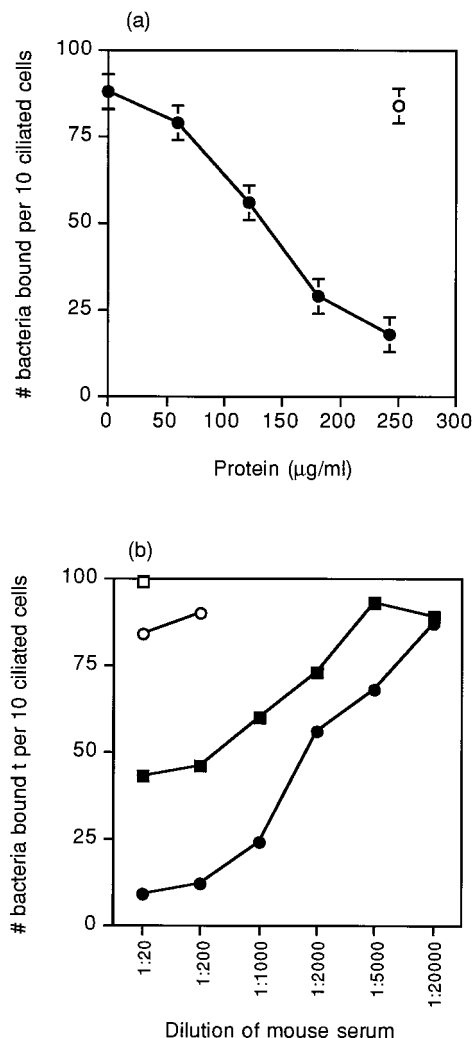 (a)
# bacteria bound per 10 ciliated cells
100
75
50
25
0
0 50 100 150 200 250 300
Protein (µg/ml)
(b)
# bacteria bound t per 10 ciliated cells
100
75
50
25
0
1:20 1:200 1:1000 1:2000 1:5000 1:20000
Dilution of mouse serum